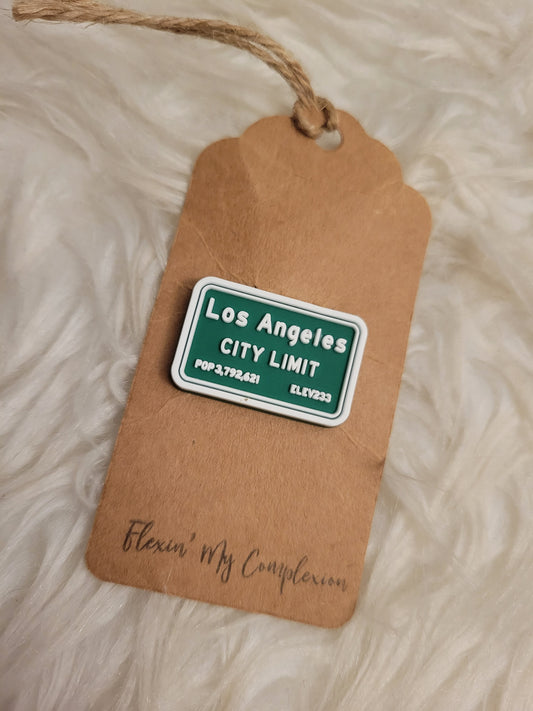 Los Angeles
CITY LIMIT
POP 3,792,621 ELEV233
Flexin' My Complexion